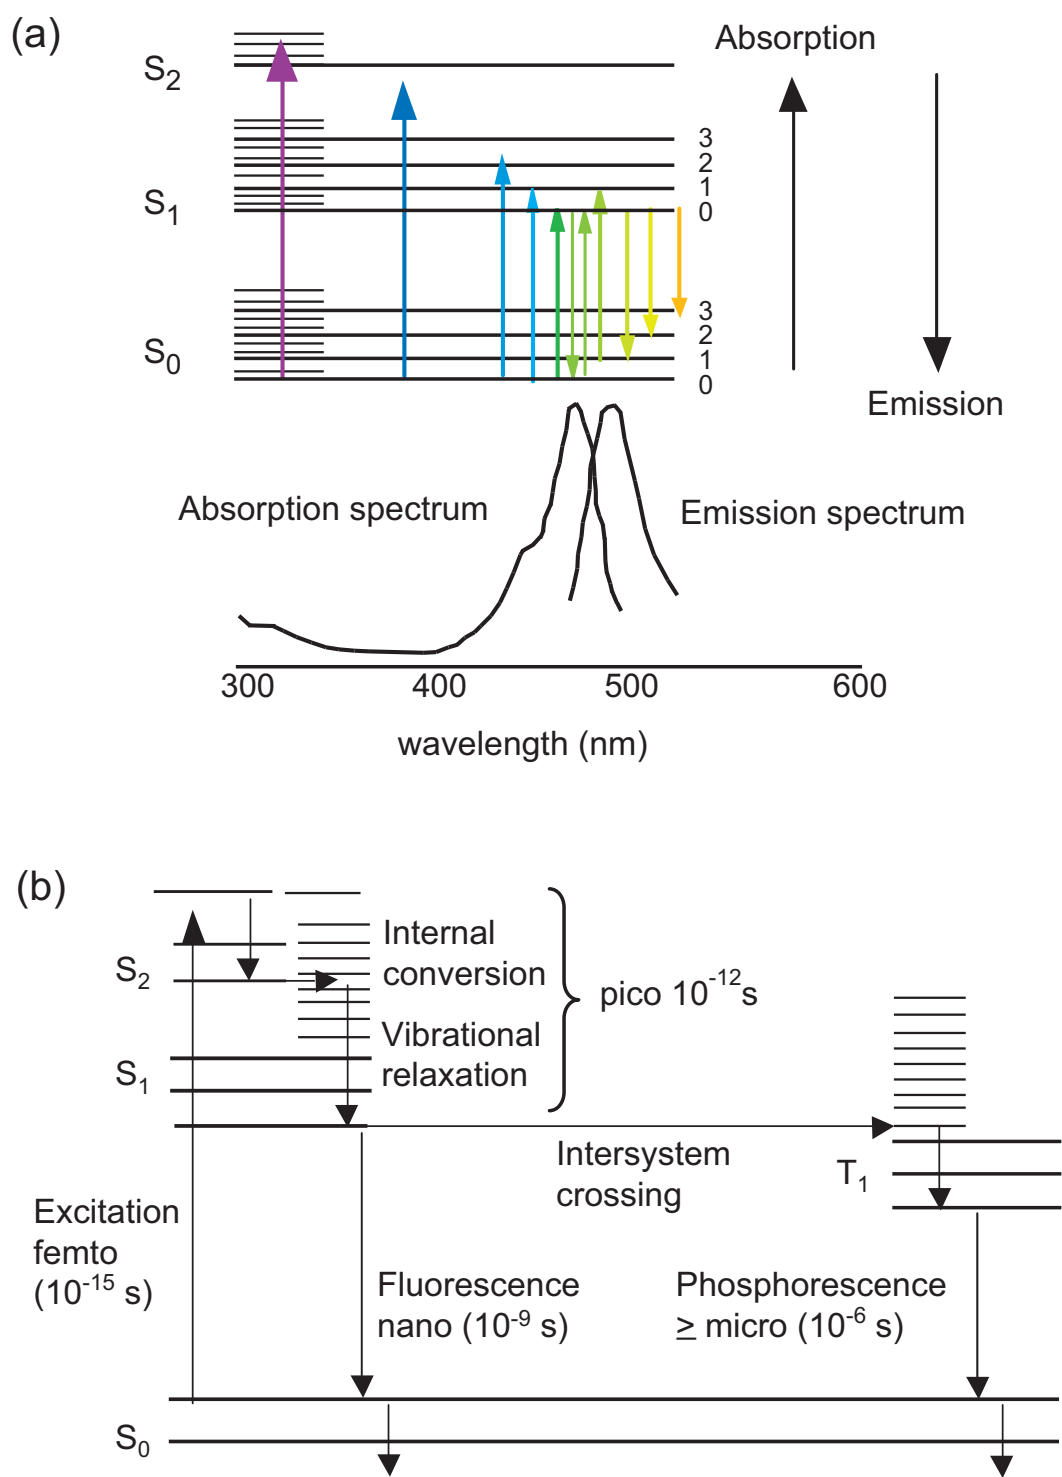 (a)
Absorption
S2
3
2
1
S1
0
3
2
S0
1
0
Emission
Absorption spectrum
Emission spectrum
300
400
500
600
wavelength (nm)
(b)
Internal
conversion
S2
pico 10-12s
Vibrational
relaxation
S1
Intersystem
crossing
T1
Excitation
femto
(10-15 s)
Fluorescence
nano (10-9 s)
Phosphorescence
≥ micro (10-6 s)
S0